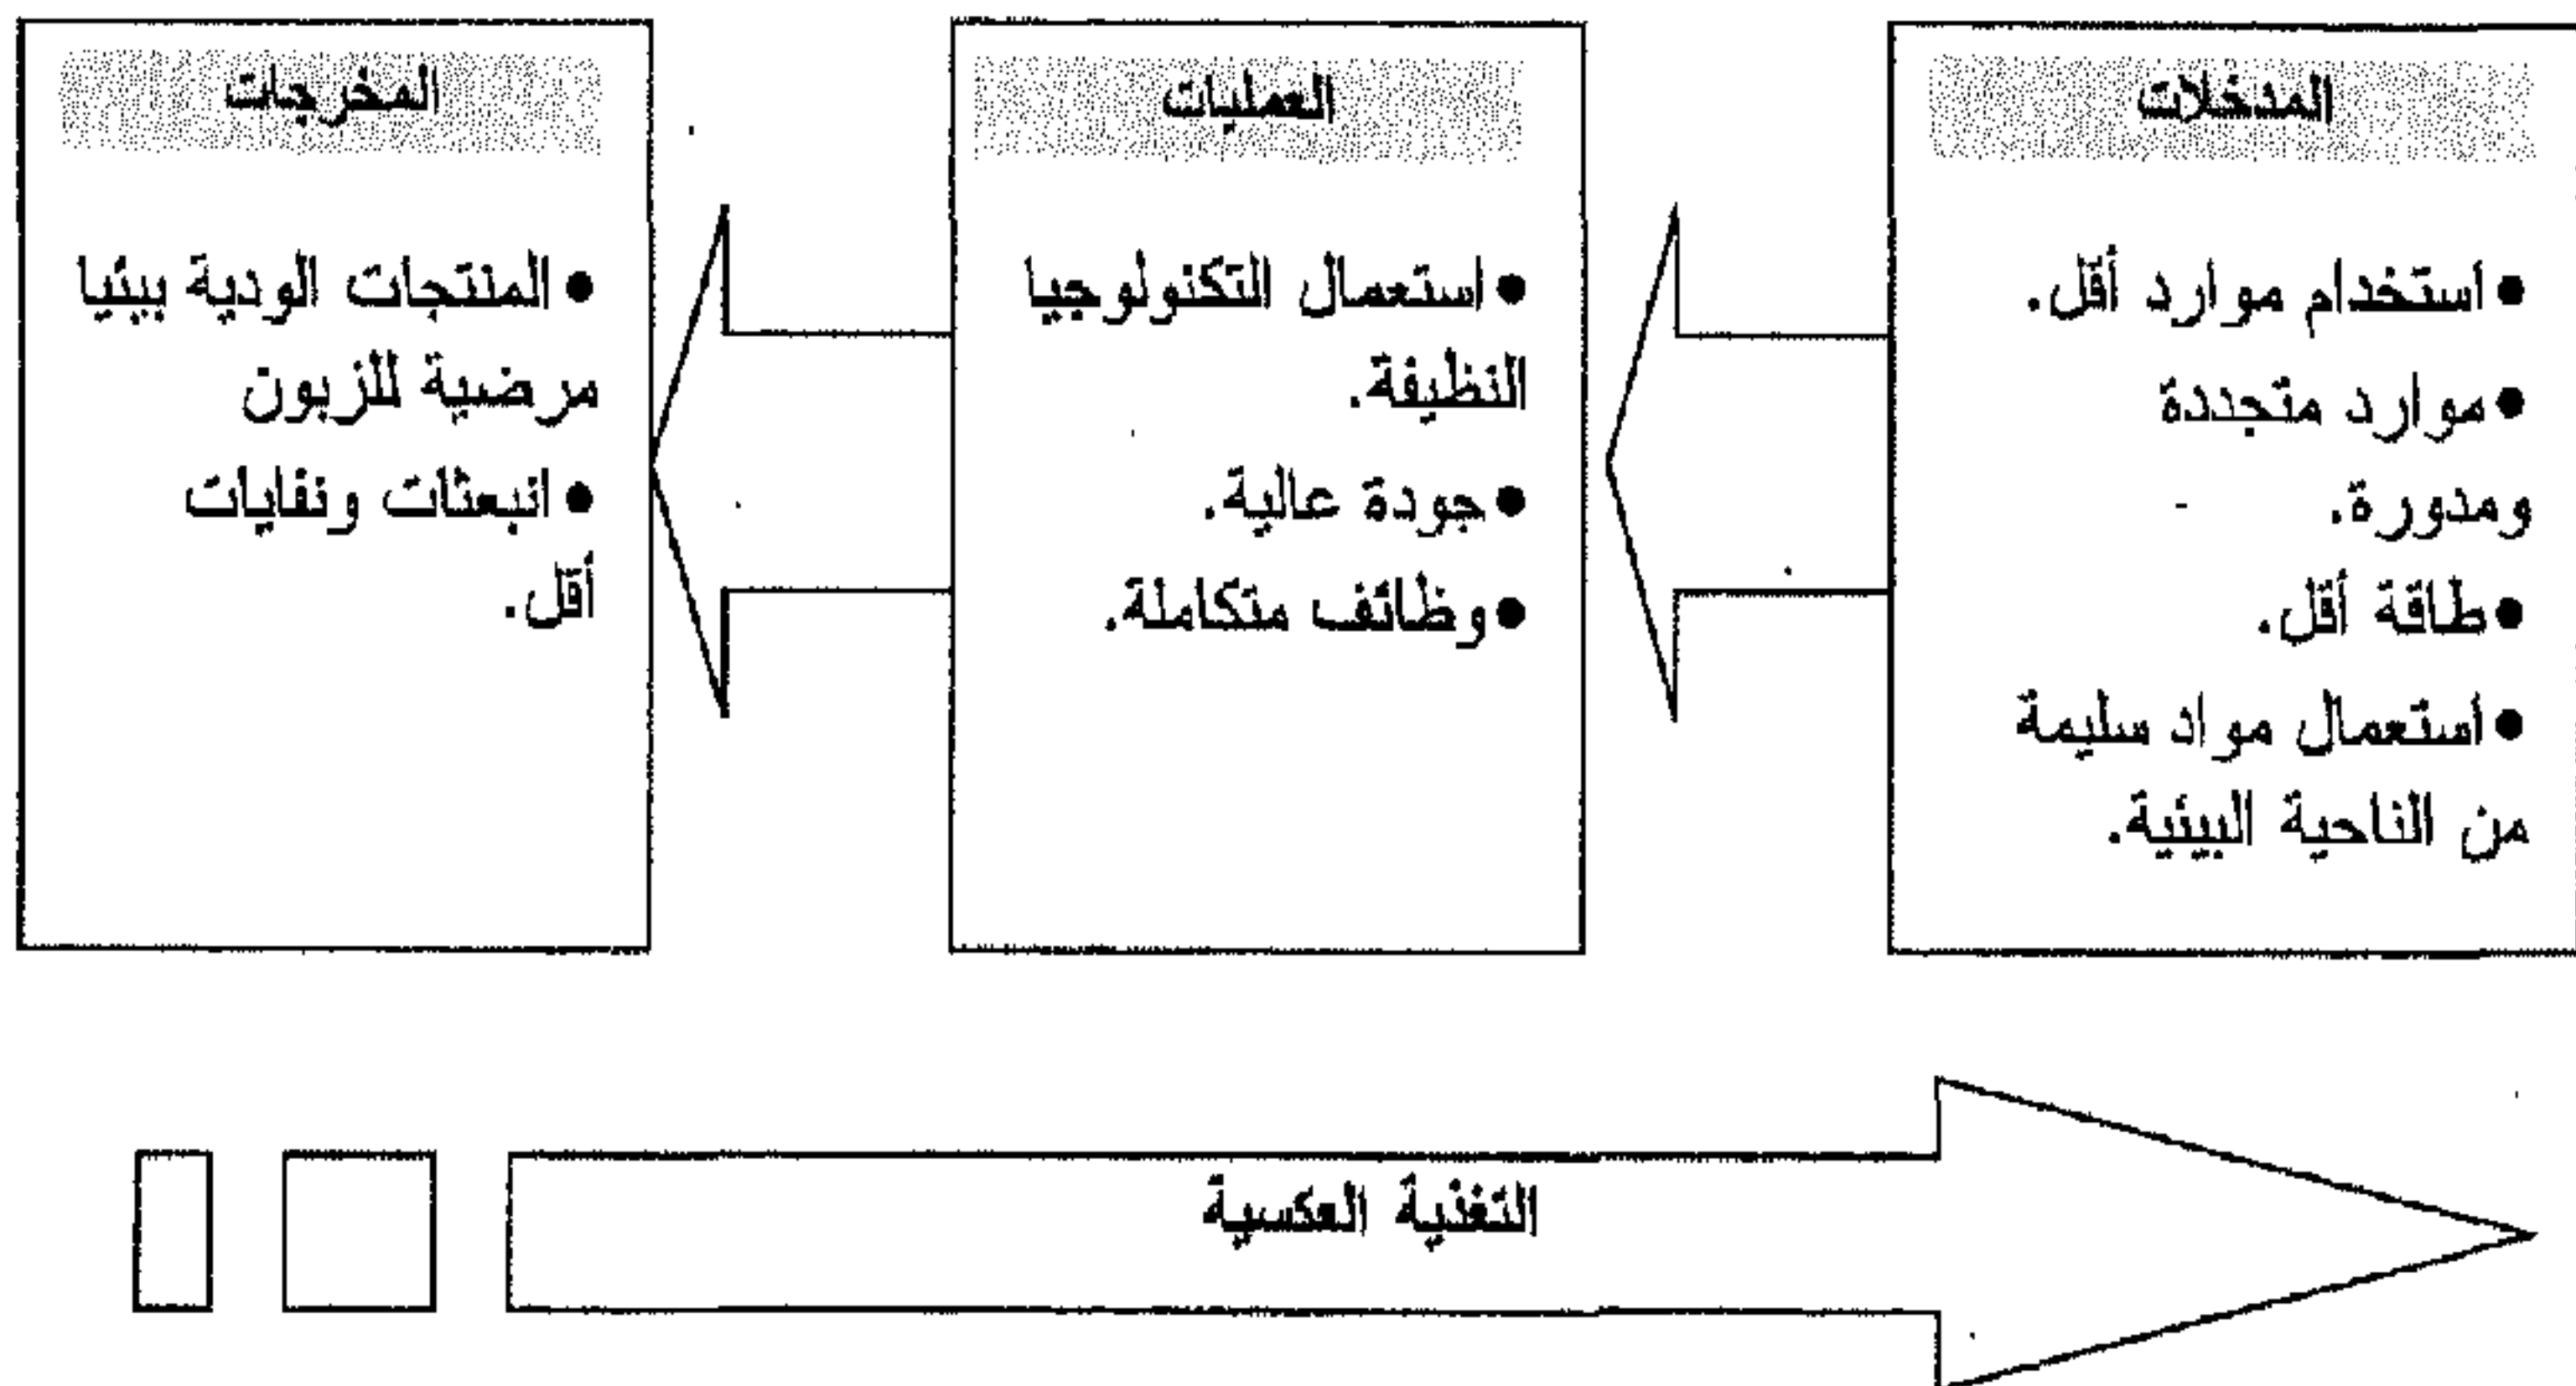 المدخلات
• استخدام موارد أقل.
• موارد متجددة
ومدورة.
• طاقة أقل.
• استعمال مواد سليمة
من الناحية البيئية.
العمليات
• استعمال التكنولوجيا
النظيفة.
• جودة عالية.
• وظائف متكاملة.
المخرجات
• المنتجات الودية بيئيا
مرضية للزبون
• انبعثات ونفايات
أقل.
التغذية العكسية